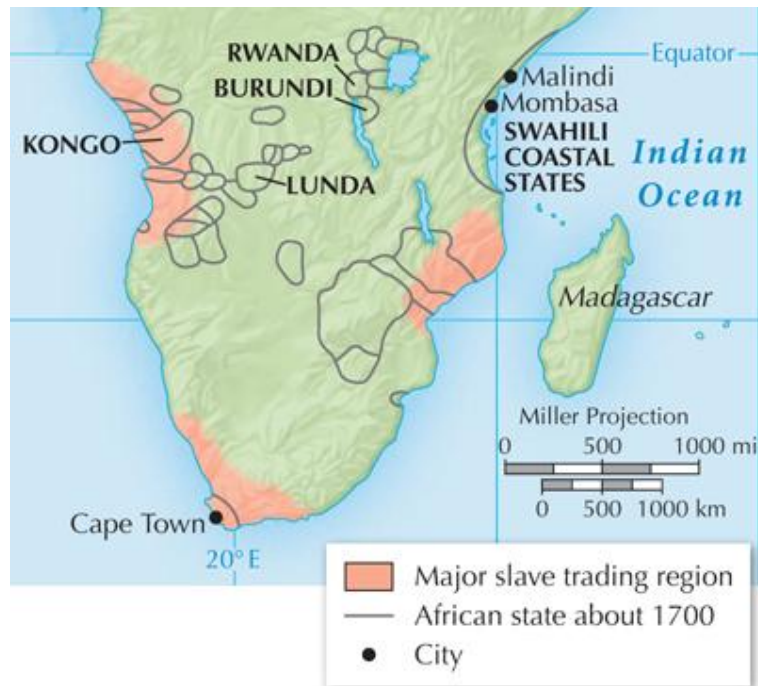 Equator
RWANDA
BURUNDI
Malindi
Mombasa
KONGO
SWAHILI
COASTAL
STATES
Indian
Ocean
LUNDA
Madagascar
Miller Projection
0 500 1000 mi
0 500 1000 km
Cape Town
20° E
Major slave trading region
African state about 1700
City